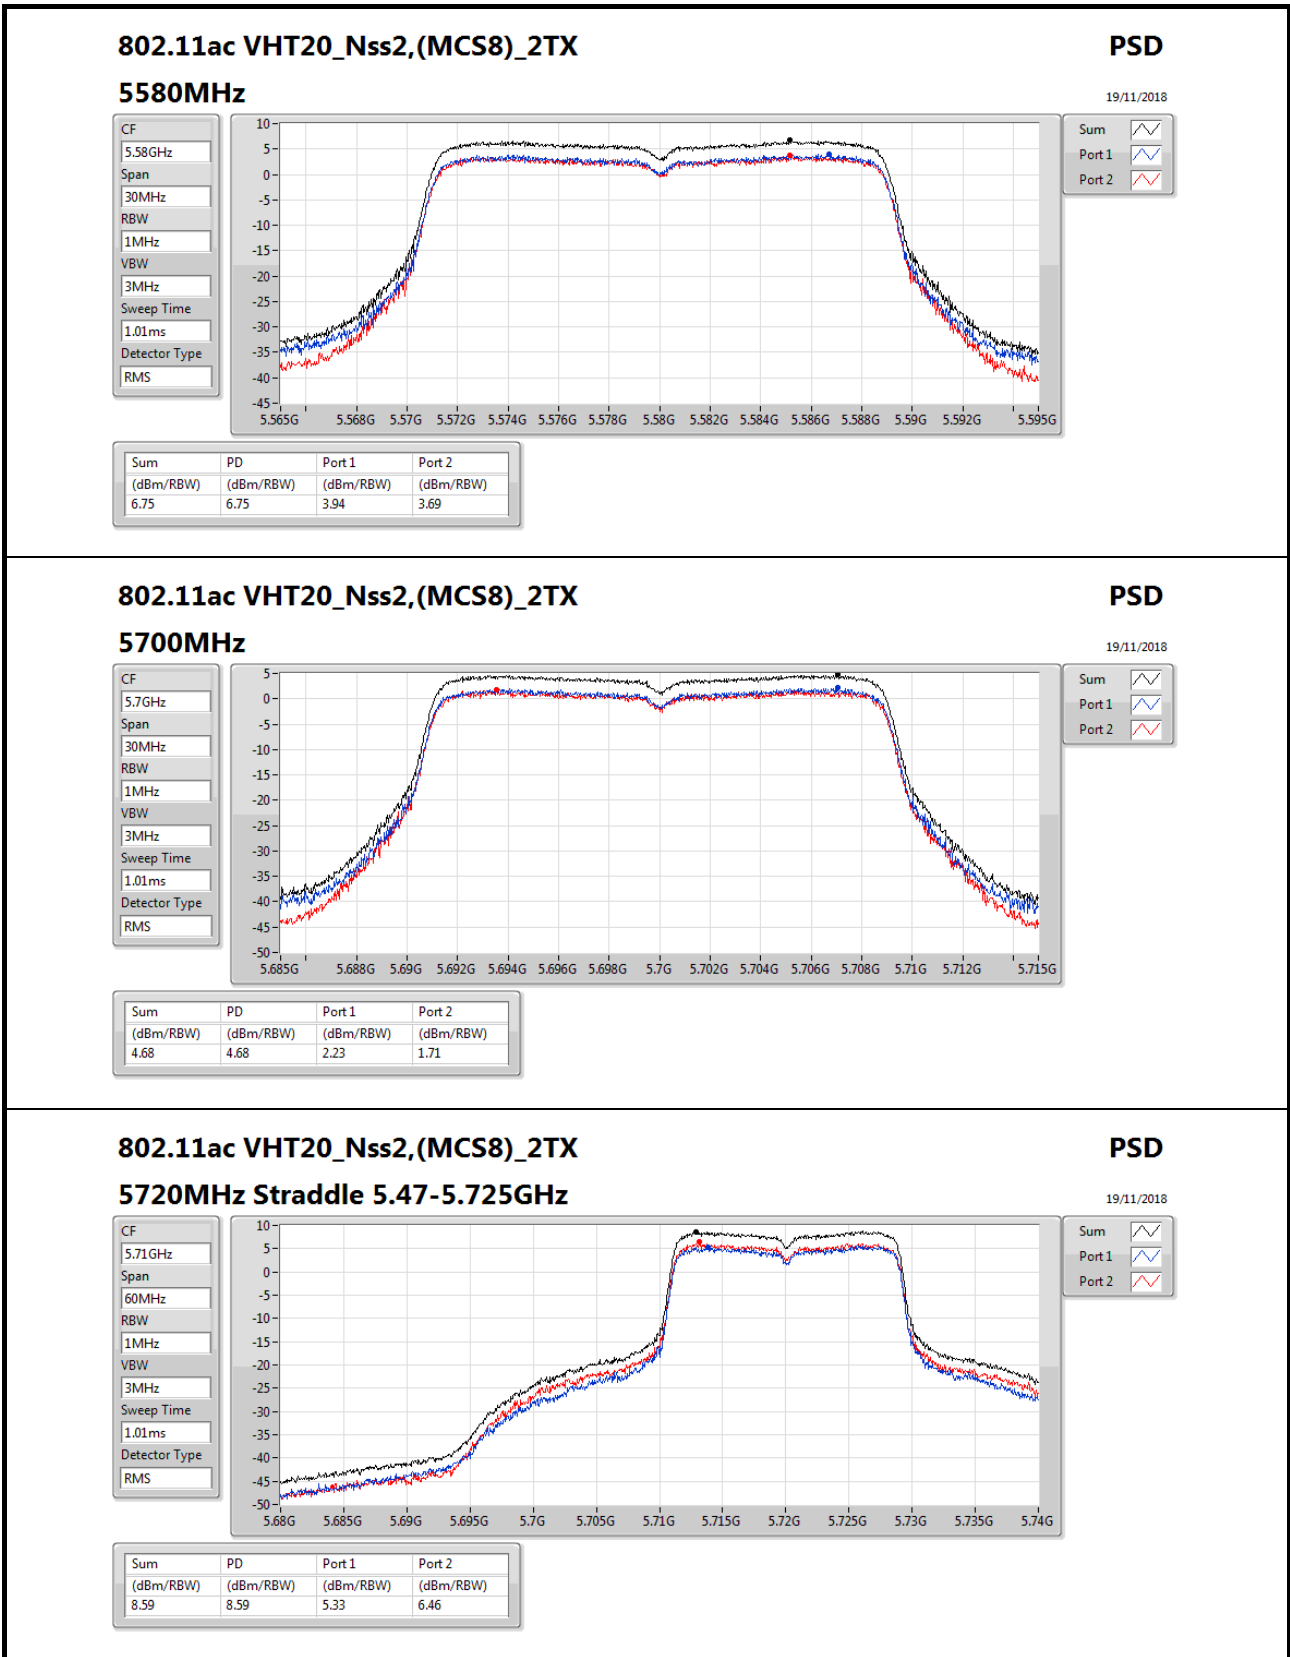 802.11ac VHT20_Nss2,(MCS8)_2TX PSD
5580MHz 19/11/2018
CF
5.58GHz
Span
30MHz
RBW
1MHz
VBW
3MHz
Sweep Time
1.01ms
Detector Type
RMS
10
5
0
-5
-10
-15
-20
-25
-30
-35
-40
-45
5.565G 5.568G 5.57G 5.572G 5.574G 5.576G 5.578G 5.58G 5.582G 5.584G 5.586G 5.588G 5.59G 5.592G 5.595G
Sum
Port 1
Port 2
Sum PD Port 1 Port 2
(dBm/RBW) (dBm/RBW) (dBm/RBW) (dBm/RBW)
6.75 6.75 3.94 3.69
802.11ac VHT20_Nss2,(MCS8)_2TX PSD
5700MHz 19/11/2018
CF
5.7GHz
Span
30MHz
RBW
1MHz
VBW
3MHz
Sweep Time
1.01ms
Detector Type
RMS
5
0
-5
-10
-15
-20
-25
-30
-35
-40
-45
-50
5.685G 5.688G 5.69G 5.692G 5.694G 5.696G 5.698G 5.7G 5.702G 5.704G 5.706G 5.708G 5.71G 5.712G 5.715G
Sum
Port 1
Port 2
Sum PD Port 1 Port 2
(dBm/RBW) (dBm/RBW) (dBm/RBW) (dBm/RBW)
4.68 4.68 2.23 1.71
802.11ac VHT20_Nss2,(MCS8)_2TX PSD
5720MHz Straddle 5.47-5.725GHz 19/11/2018
CF
5.71GHz
Span
60MHz
RBW
1MHz
VBW
3MHz
Sweep Time
1.01ms
Detector Type
RMS
10
5
0
-5
-10
-15
-20
-25
-30
-35
-40
-45
-50
5.68G 5.685G 5.69G 5.695G 5.7G 5.705G 5.71G 5.715G 5.72G 5.725G 5.73G 5.735G 5.74G
Sum
Port 1
Port 2
Sum PD Port 1 Port 2
(dBm/RBW) (dBm/RBW) (dBm/RBW) (dBm/RBW)
8.59 8.59 5.33 6.46